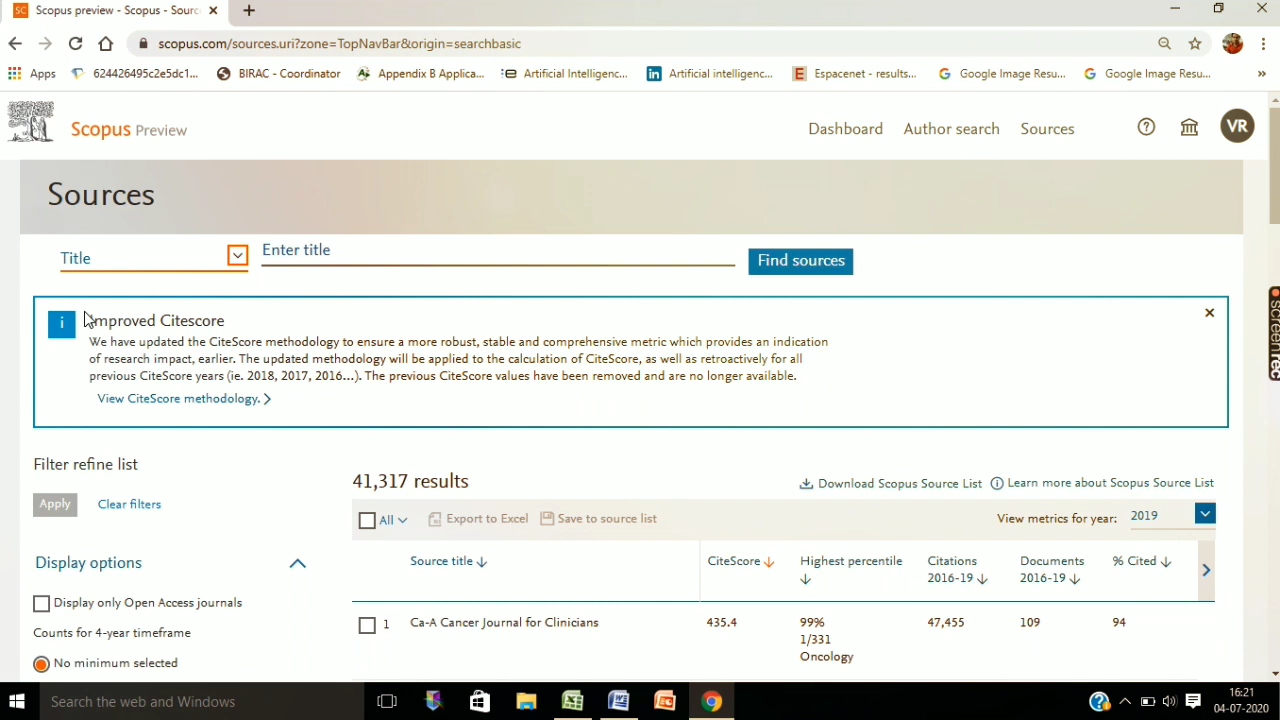 Scopus preview - Scopus - Sourc
scopus.com/sources.uri?zone=TopNavBar&origin=searchbasic
Apps 624426495c2e5dc1... BIRAC - Coordinator Appendix B Applica... Artificial Intelligenc... Artificial intelligenc... Espacenet - results... Google Image Resu... Google Image Resu... »
Scopus Preview
Dashboard Author search Sources VR
Sources
Title Enter title Find sources
Improved Citescore
We have updated the CiteScore methodology to ensure a more robust, stable and comprehensive metric which provides an indication
of research impact, earlier. The updated methodology will be applied to the calculation of CiteScore, as well as retroactively for all
previous CiteScore years (ie. 2018, 2017, 2016...). The previous CiteScore values have been removed and are no longer available.
View CiteScore methodology.
screenrec
Filter refine list
41,317 results
Download Scopus Source List Learn more about Scopus Source List
Apply Clear filters
All Export to Excel Save to source list View metrics for year: 2019
Display options
Source title CiteScore Highest percentile Citations 2016-19 Documents 2016-19 % Cited
Display only Open Access journals
Counts for 4-year timeframe
No minimum selected
1 Ca-A Cancer Journal for Clinicians 435.4 99% 47,455 109 94
1/331
Oncology
Search the web and Windows
16:21
04-07-2020